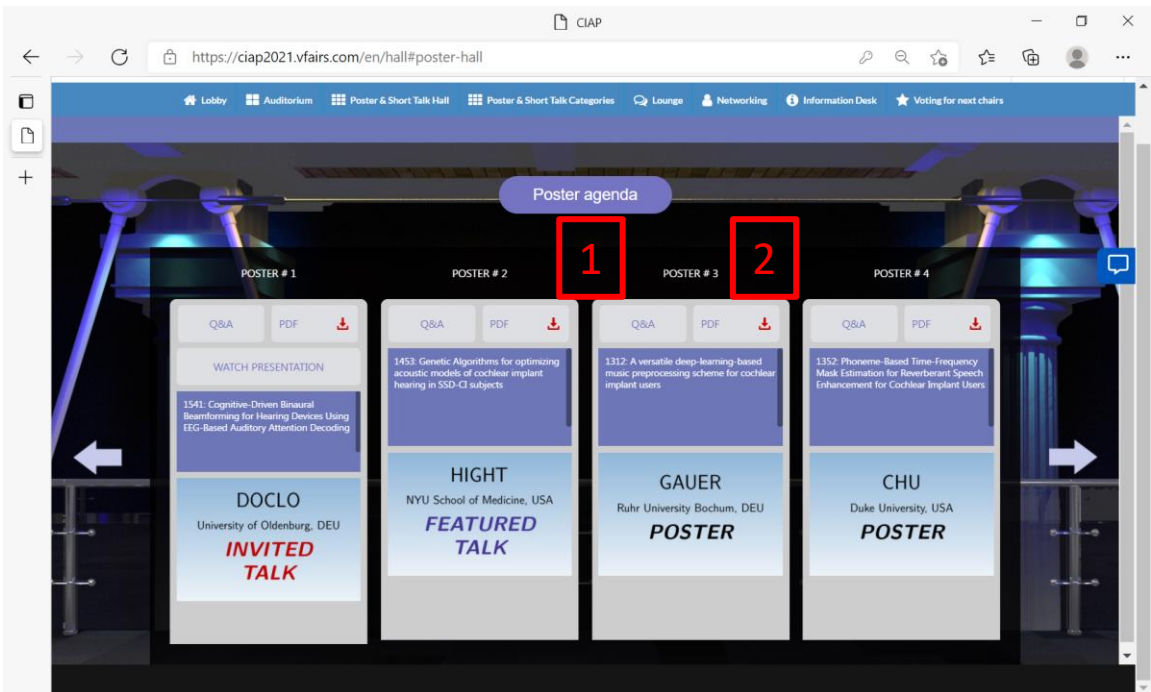 CIAP
https://ciap2021.vfairs.com/en/hall#poster-hall
Lobby Auditorium Poster & Short Talk Hall Poster & Short Talk Categories Lounge Networking Information Desk Voting for next chairs
Poster agenda
1
2
POSTER # 1
Q&A PDF
WATCH PRESENTATION
1541: Cognitive-Driven Binaural
Beamforming for Hearing Devices Using
EEG-Based Auditory Attention Decoding
DOCLO
University of Oldenburg, DEU
INVITED
TALK
POSTER # 2
Q&A PDF
1453: Genetic Algorithms for optimizing
acoustic models of cochlear implant
hearing in SSD-CI subjects
HIGHT
NYU School of Medicine, USA
FEATURED
TALK
POSTER # 3
Q&A PDF
1312: A versatile deep-learning-based
music preprocessing scheme for cochlear
implant users
GAUER
Ruhr University Bochum, DEU
POSTER
POSTER # 4
Q&A PDF
1352: Phoneme-Based Time-Frequency
Mask Estimation for Reverberant Speech
Enhancement for Cochlear Implant Users
CHU
Duke University, USA
POSTER